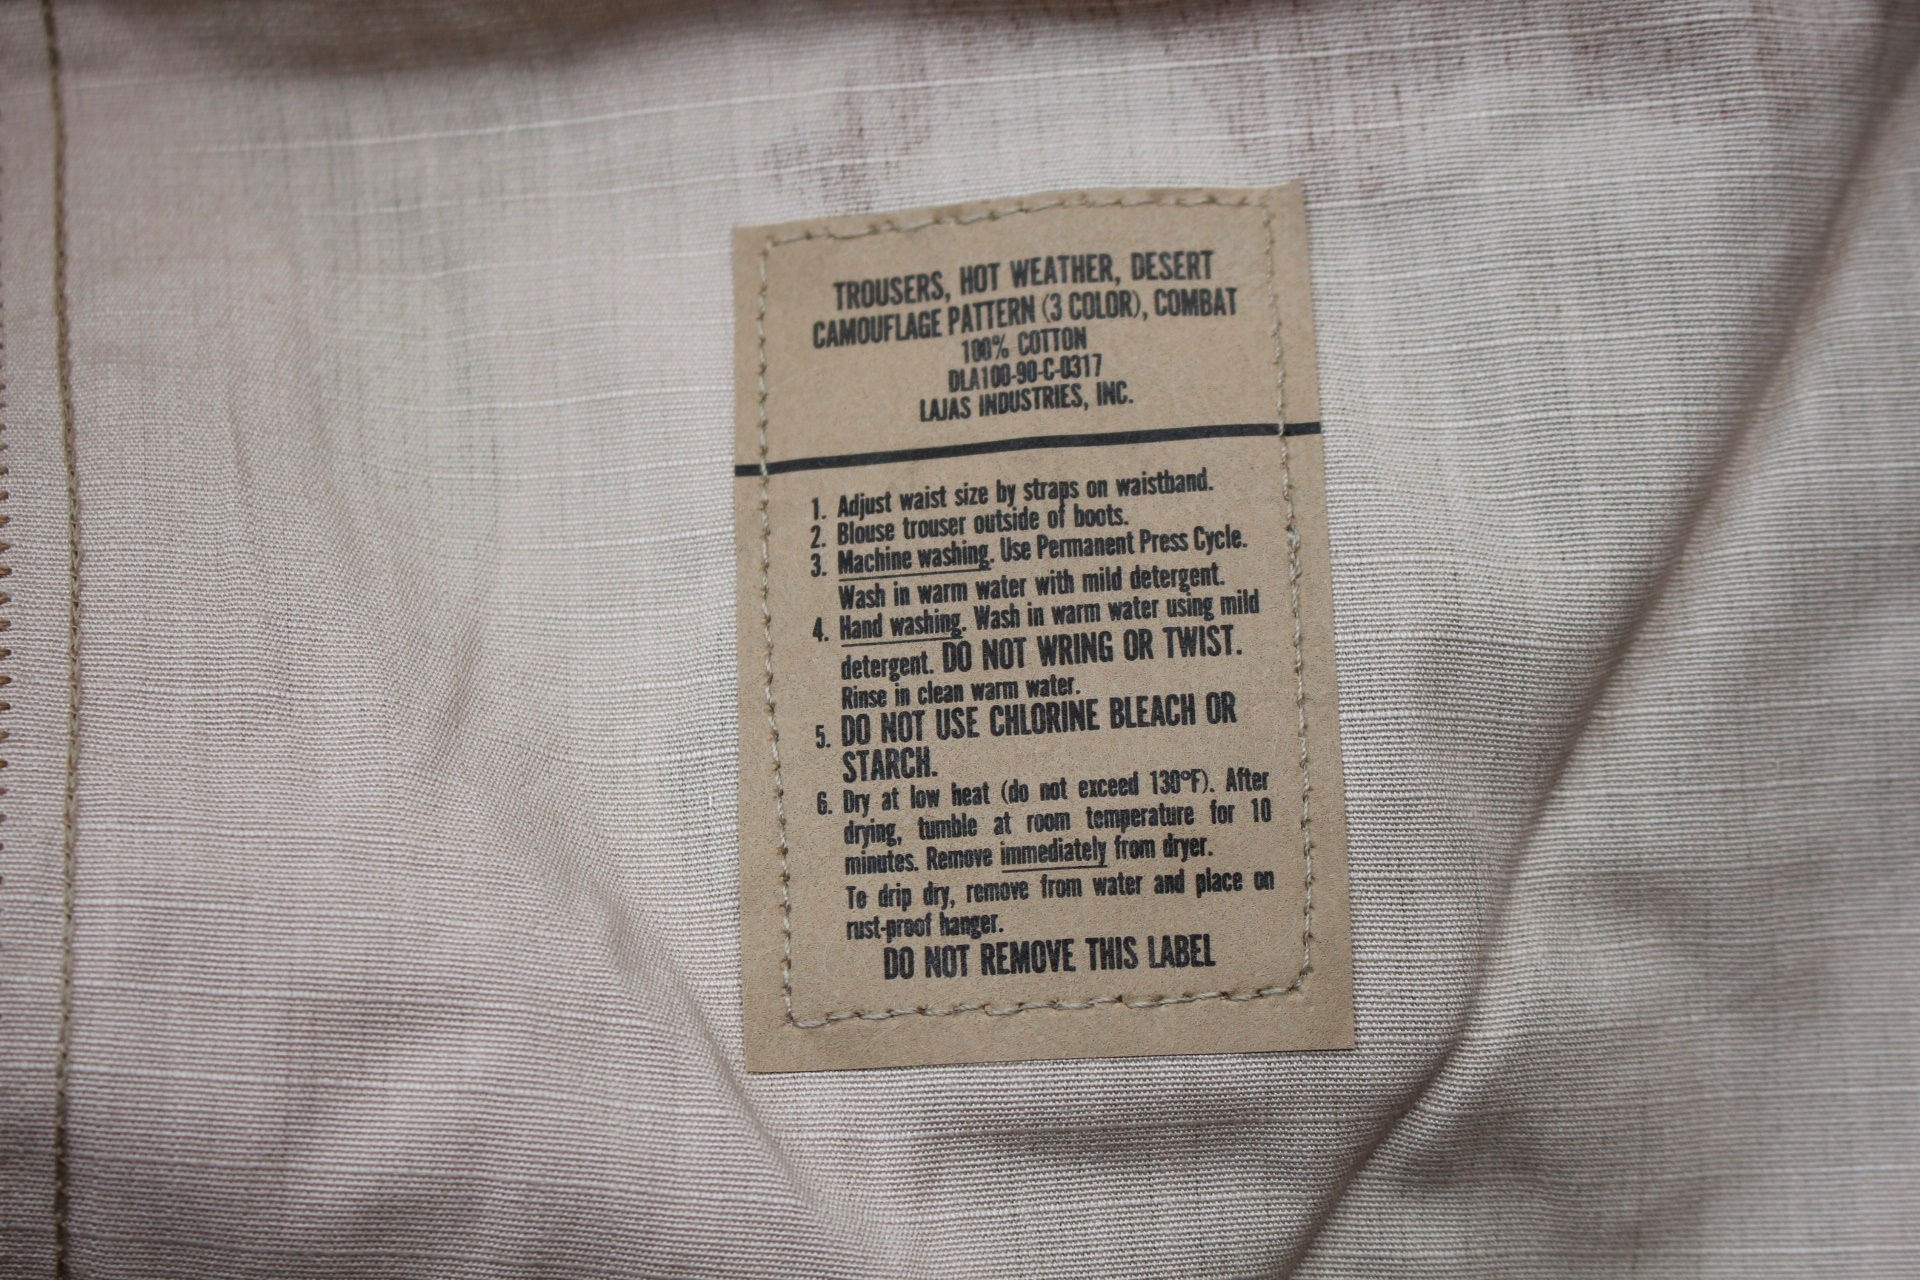 TROUSERS, HOT WEATHER, DESERT
CAMOUFLAGE PATTERN (3 COLOR), COMBAT
100% COTTON
DLA100-90-C-0317
LAJAS INDUSTRIES, INC.
1. Adjust waist size by straps on waistband.
2. Blouse trouser outside of boots.
3. Machine washing. Use Permanent Press Cycle.
Wash in warm water with mild detergent.
4. Hand washing. Wash in warm water using mild
detergent. DO NOT WRING OR TWIST.
Rinse in clean warm water.
5. DO NOT USE CHLORINE BLEACH OR
STARCH.
6. Dry at low heat (do not exceed 130°F). After
drying, tumble at room temperature for 10
minutes. Remove immediately from dryer.
To drip dry, remove from water and place on
rust-proof hanger.
DO NOT REMOVE THIS LABEL